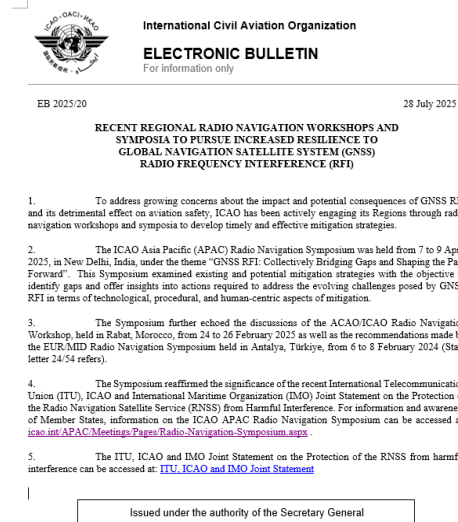 ICAO · OACI · ИКАО
International Civil Aviation Organization
ELECTRONIC BULLETIN
For information only
EB 2025/20 28 July 2025
RECENT REGIONAL RADIO NAVIGATION WORKSHOPS AND
SYMPOSIA TO PURSUE INCREASED RESILIENCE TO
GLOBAL NAVIGATION SATELLITE SYSTEM (GNSS)
RADIO FREQUENCY INTERFERENCE (RFI)
1. To address growing concerns about the impact and potential consequences of GNSS
and its detrimental effect on aviation safety, ICAO has been actively engaging its Regions through
navigation workshops and symposia to develop timely and effective mitigation strategies.
2. The ICAO Asia Pacific (APAC) Radio Navigation Symposium was held from 7 to 9
2025, in New Delhi, India, under the theme “GNSS RFI: Collectively Bridging Gaps and Shaping the
Forward”. This Symposium examined existing and potential mitigation strategies with the objective
identify gaps and offer insights into actions required to address the evolving challenges posed by
RFI in terms of technological, procedural, and human-centric aspects of mitigation.
3. The Symposium further echoed the discussions of the ACAO/ICAO Radio
Workshop, held in Rabat, Morocco, from 24 to 26 February 2025 as well as the recommendations made
the EUR/MID Radio Navigation Symposium held in Antalya, Türkiye, from 6 to 8 February 2024
letter 24/54 refers).
4. The Symposium reaffirmed the significance of the recent International
Union (ITU), ICAO and International Maritime Organization (IMO) Joint Statement on the Protection
the Radio Navigation Satellite Service (RNSS) from Harmful Interference. For information and
of Member States, information on the ICAO APAC Radio Navigation Symposium can be accessed
icao.int/APAC/Meetings/Pages/Radio-Navigation-Symposium.aspx .
5. The ITU, ICAO and IMO Joint Statement on the Protection of the RNSS from
interference can be accessed at: ITU, ICAO and IMO Joint Statement
Issued under the authority of the Secretary General